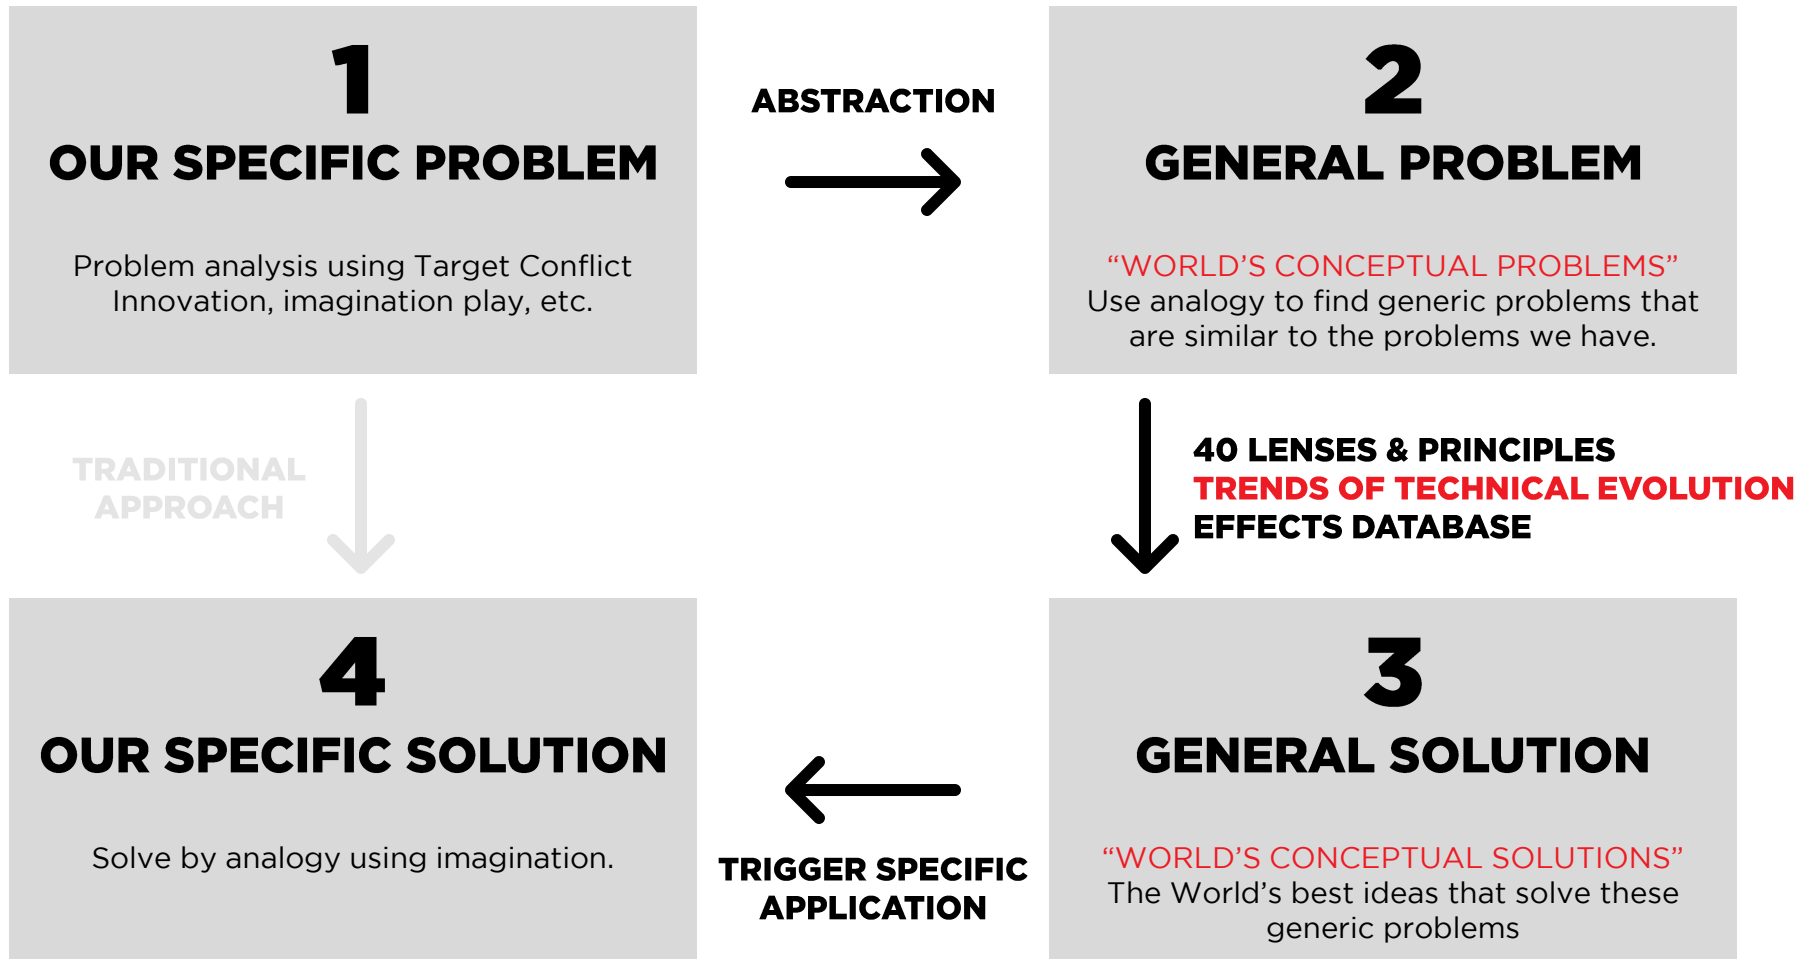 1
OUR SPECIFIC PROBLEM
Problem analysis using Target Conflict
Innovation, imagination play, etc.
ABSTRACTION
2
GENERAL PROBLEM
“WORLD’S CONCEPTUAL PROBLEMS”
Use analogy to find generic problems that
are similar to the problems we have.
TRADITIONAL
APPROACH
40 LENSES & PRINCIPLES
TRENDS OF TECHNICAL EVOLUTION
EFFECTS DATABASE
4
OUR SPECIFIC SOLUTION
Solve by analogy using imagination.
TRIGGER SPECIFIC
APPLICATION
3
GENERAL SOLUTION
“WORLD’S CONCEPTUAL SOLUTIONS”
The World’s best ideas that solve these
generic problems